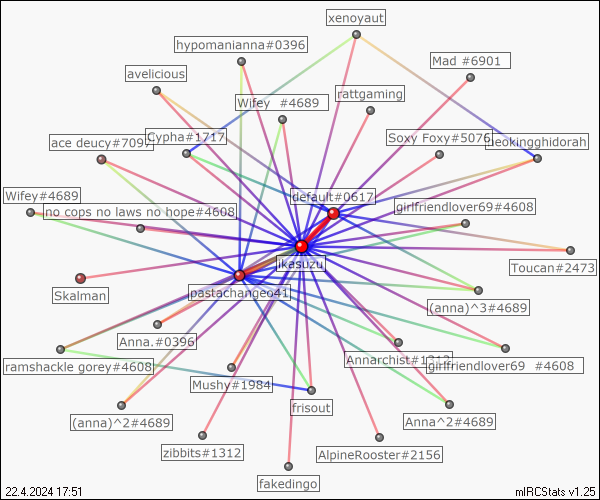 xenoyaut
hypomanianna#0396
Mad #6901
avelicious
rattgaming
Wifey #4689
Cypha#1717
Soxy Foxy#5076
ace deucy#7097
neokingghidorah
Wifey#4689
default#0617
no cops no laws no hope#4608
girlfriendlover69#4608
ikasuzu
Toucan#2473
Skalman
pastachange641
(anna)^3#4689
Anna.#0396
Annarchist#1312
ramshackle gorey#4608
girlfriendlover69 #4608
Mushy#1984
frisout
(anna)^2#4689
Anna^2#4689
zibbits#1312
AlpineRooster#2156
fakedingo
22.4.2024 17:51
mIRCStats v1.25